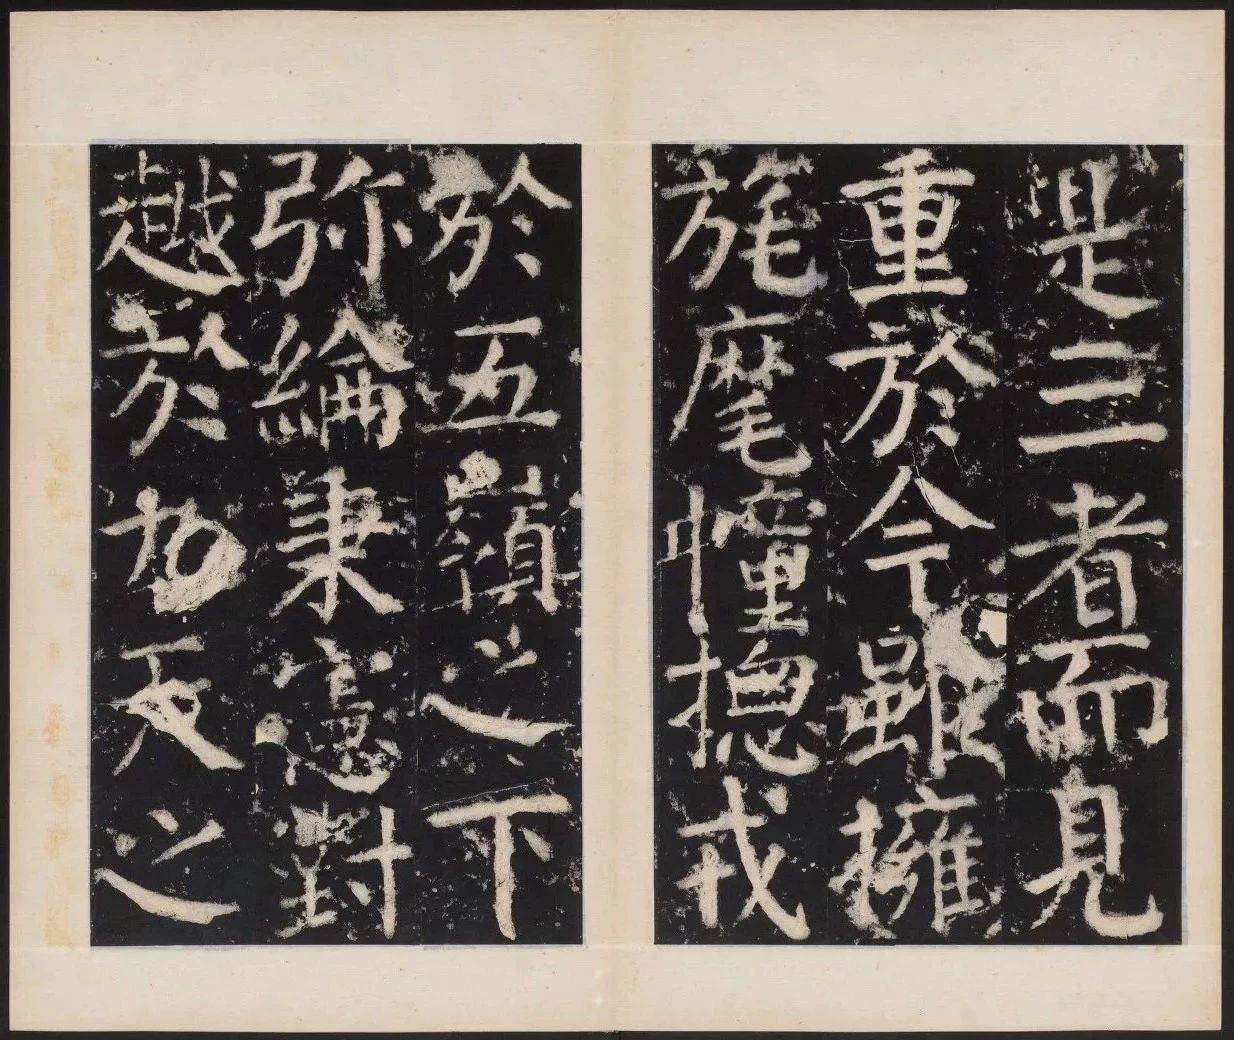 是三者而見
重於今雖擁
旄麾幢揔戎
於五嶺之下
弥綸秉憲對
越於九天之